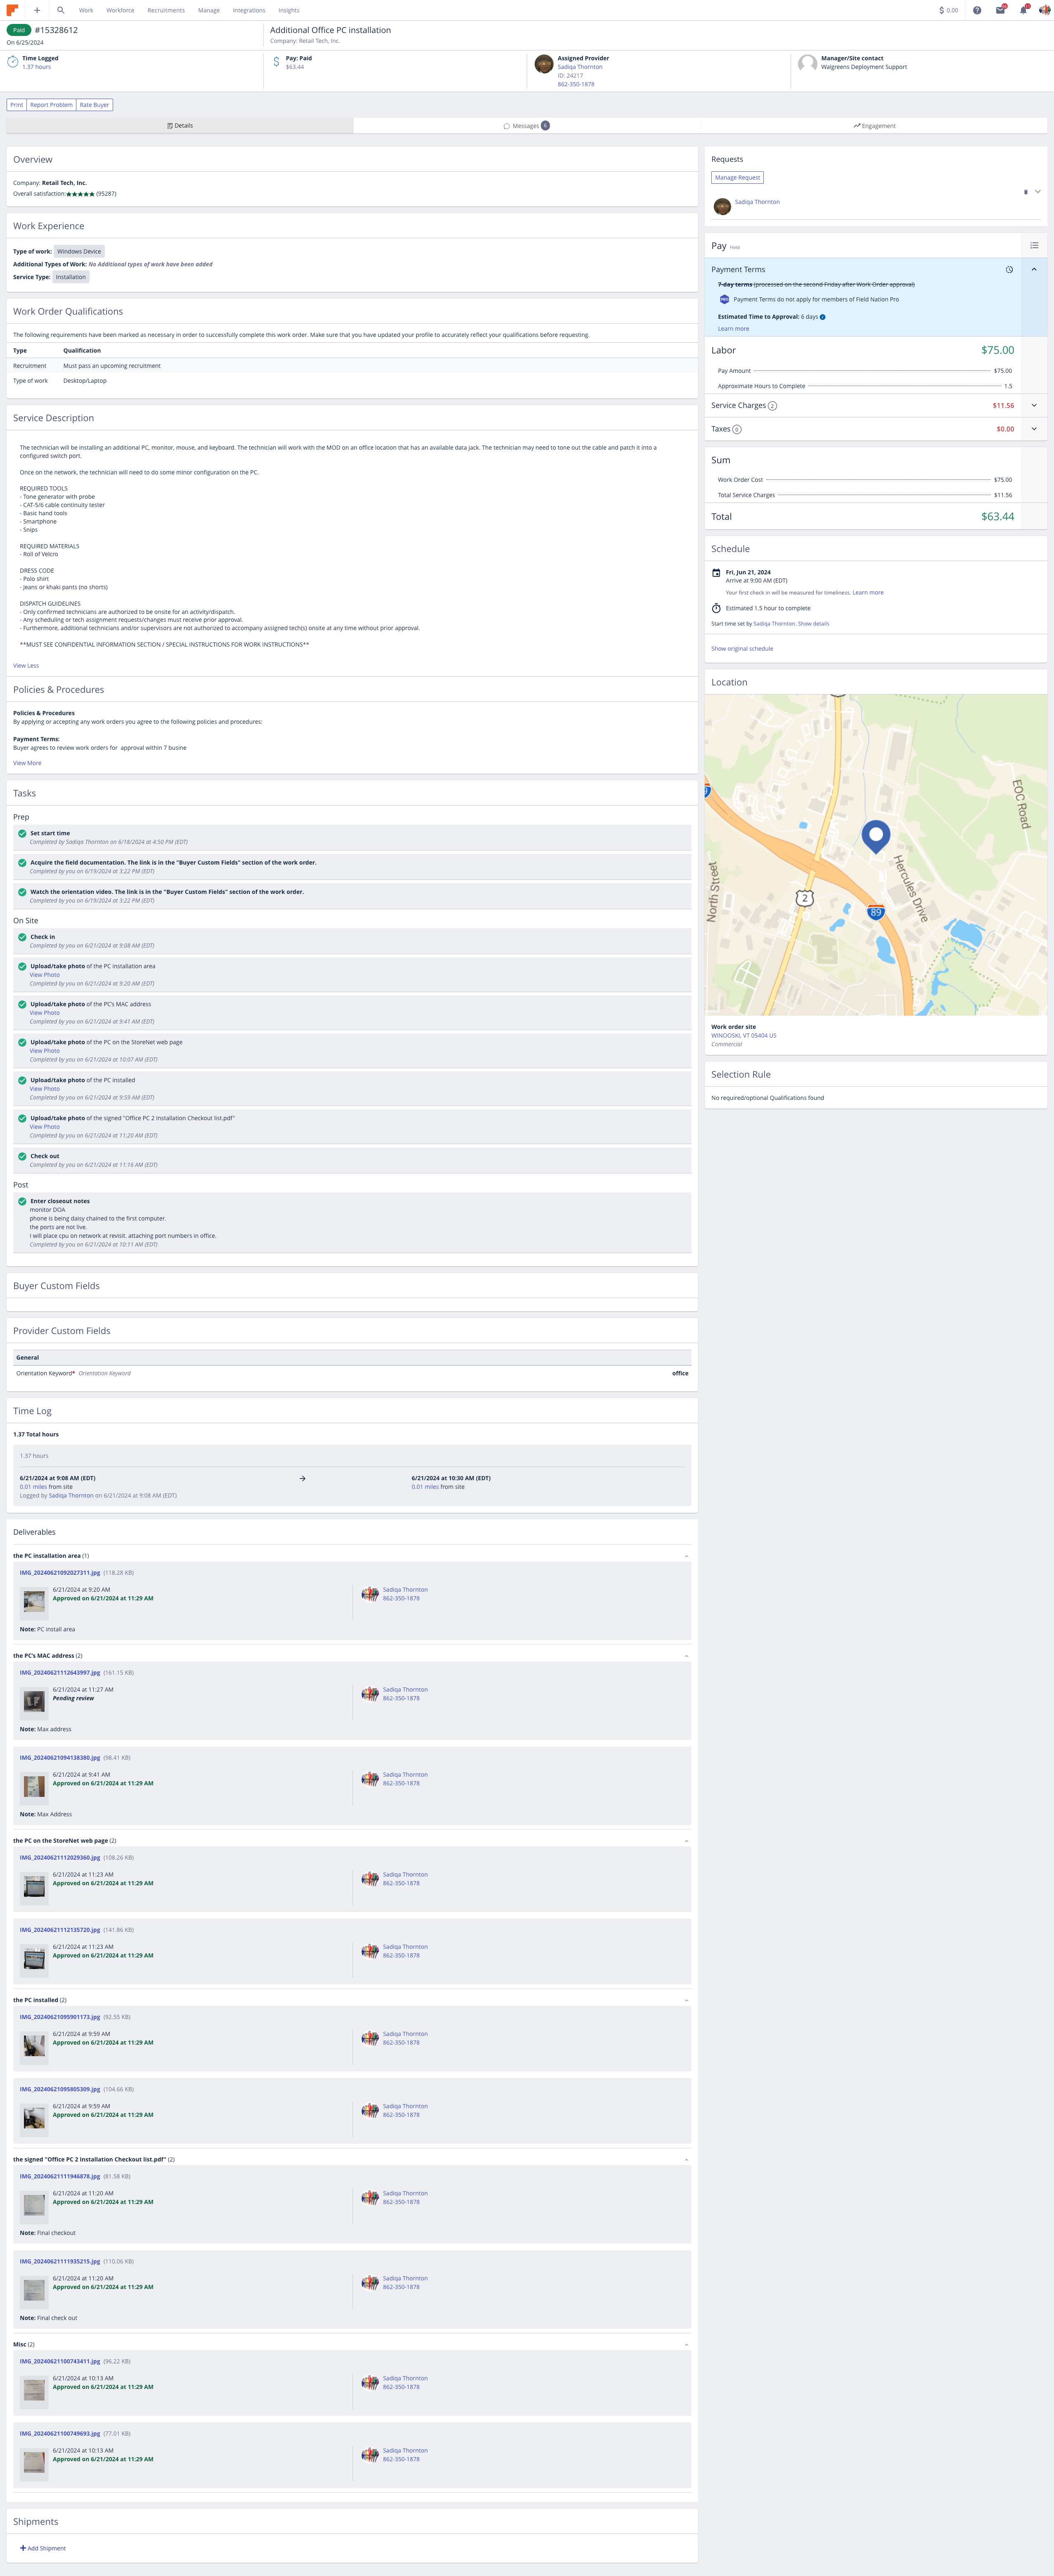 Work Workforce Recruitments Manage Integrations Insights
$ 0.00
Paid #15328612
On 6/25/2024
Additional Office PC installation
Company: Retail Tech, Inc.
Time Logged
1.37 hours
Pay: Paid
$63.44
Assigned Provider
Sadiqa Thornton
ID: 24217
862-350-1878
Manager/Site contact
Walgreens Deployment Support
Print Report Problem Rate Buyer
Details
Messages 6
Engagement
Overview
Company: Retail Tech, Inc.
Overall satisfaction:★★★★★ (95287)
Work Experience
Type of work: Windows Device
Additional Types of Work: No Additional types of work have been added
Service Type: Installation
Work Order Qualifications
The following requirements have been marked as necessary in order to successfully complete this work order. Make sure that you have updated your profile to accurately reflect your qualifications before requesting.
Type Qualification
Recruitment Must pass an upcoming recruitment
Type of work Desktop/Laptop
Service Description
The technician will be installing an additional PC, monitor, mouse, and keyboard. The technician will work with the MOD on an office location that has an available data jack. The technician may need to tone out the cable and patch it into a
configured switch port.
Once on the network, the technician will need to do some minor configuration on the PC.
REQUIRED TOOLS
- Tone generator with probe
- CAT-5/6 cable continuity tester
- Basic hand tools
- Smartphone
- Snips
REQUIRED MATERIALS
- Roll of Velcro
DRESS CODE
- Polo shirt
- Jeans or khaki pants (no shorts)
DISPATCH GUIDELINES
- Only confirmed technicians are authorized to be onsite for an activity/dispatch.
- Any scheduling or tech assignment requests/changes must receive prior approval.
- Furthermore, additional technicians and/or supervisors are not authorized to accompany assigned tech(s) onsite at any time without prior approval.
**MUST SEE CONFIDENTIAL INFORMATION SECTION / SPECIAL INSTRUCTIONS FOR WORK INSTRUCTIONS**
View Less
Policies & Procedures
Policies & Procedures
By applying or accepting any work orders you agree to the following policies and procedures:
Payment Terms:
Buyer agrees to review work orders for approval within 7 busine
View More
Tasks
Prep
Set start time
Completed by Sadiqa Thornton on 6/18/2024 at 4:50 PM (EDT)
Acquire the field documentation. The link is in the "Buyer Custom Fields" section of the work order.
Completed by you on 6/19/2024 at 3:22 PM (EDT)
Watch the orientation video. The link is in the "Buyer Custom Fields" section of the work order.
Completed by you on 6/19/2024 at 3:22 PM (EDT)
On Site
Check in
Completed by you on 6/21/2024 at 9:08 AM (EDT)
Upload/take photo of the PC installation area
View Photo
Completed by you on 6/21/2024 at 9:20 AM (EDT)
Upload/take photo of the PC's MAC address
View Photo
Completed by you on 6/21/2024 at 9:41 AM (EDT)
Upload/take photo of the PC on the StoreNet web page
View Photo
Completed by you on 6/21/2024 at 10:07 AM (EDT)
Upload/take photo of the PC installed
View Photo
Completed by you on 6/21/2024 at 9:59 AM (EDT)
Upload/take photo of the signed "Office PC 2 Installation Checkout list.pdf"
View Photo
Completed by you on 6/21/2024 at 11:20 AM (EDT)
Check out
Completed by you on 6/21/2024 at 11:16 AM (EDT)
Post
Enter closeout notes
monitor DOA
phone is being daisy chained to the first computer.
the ports are not live.
I will place cpu on network at revisit. attaching port numbers in office.
Completed by you on 6/21/2024 at 10:11 AM (EDT)
Buyer Custom Fields
Provider Custom Fields
General
Orientation Keyword* Orientation Keyword office
Time Log
1.37 Total hours
1.37 hours
6/21/2024 at 9:08 AM (EDT) 6/21/2024 at 10:30 AM (EDT)
0.01 miles from site 0.01 miles from site
Logged by Sadiqa Thornton on 6/21/2024 at 9:08 AM (EDT)
Deliverables
the PC installation area (1)
IMG_20240621092027311.jpg (118.28 KB)
6/21/2024 at 9:20 AM Sadiqa Thornton
Approved on 6/21/2024 at 11:29 AM 862-350-1878
Note: PC install area
the PC's MAC address (2)
IMG_20240621112643997.jpg (161.15 KB)
6/21/2024 at 11:27 AM Sadiqa Thornton
Pending review 862-350-1878
Note: Max address
IMG_20240621094138380.jpg (98.41 KB)
6/21/2024 at 9:41 AM Sadiqa Thornton
Approved on 6/21/2024 at 11:29 AM 862-350-1878
Note: Max Address
the PC on the StoreNet web page (2)
IMG_20240621112029360.jpg (108.26 KB)
6/21/2024 at 11:23 AM Sadiqa Thornton
Approved on 6/21/2024 at 11:29 AM 862-350-1878
IMG_20240621112135720.jpg (141.86 KB)
6/21/2024 at 11:23 AM Sadiqa Thornton
Approved on 6/21/2024 at 11:29 AM 862-350-1878
the PC installed (2)
IMG_20240621095901173.jpg (92.55 KB)
6/21/2024 at 9:59 AM Sadiqa Thornton
Approved on 6/21/2024 at 11:29 AM 862-350-1878
IMG_20240621095805309.jpg (104.66 KB)
6/21/2024 at 9:59 AM Sadiqa Thornton
Approved on 6/21/2024 at 11:29 AM 862-350-1878
the signed "Office PC 2 Installation Checkout list.pdf" (2)
IMG_20240621111946878.jpg (81.58 KB)
6/21/2024 at 11:20 AM Sadiqa Thornton
Approved on 6/21/2024 at 11:29 AM 862-350-1878
Note: Final checkout
IMG_20240621111935215.jpg (110.06 KB)
6/21/2024 at 11:20 AM Sadiqa Thornton
Approved on 6/21/2024 at 11:29 AM 862-350-1878
Note: Final check out
Misc (2)
IMG_20240621100743411.jpg (96.22 KB)
6/21/2024 at 10:13 AM Sadiqa Thornton
Approved on 6/21/2024 at 11:29 AM 862-350-1878
IMG_20240621100749693.jpg (77.01 KB)
6/21/2024 at 10:13 AM Sadiqa Thornton
Approved on 6/21/2024 at 11:29 AM 862-350-1878
Shipments
Add Shipment
Requests
Manage Request
Sadiqa Thornton
Pay Fixed
Payment Terms
7-day terms (processed on the second Friday after Work Order approval)
PRO Payment Terms do not apply for members of Field Nation Pro
Estimated Time to Approval: 6 days
Learn more
Labor $75.00
Pay Amount $75.00
Approximate Hours to Complete 1.5
Service Charges 2 $11.56
Taxes 0 $0.00
Sum
Work Order Cost $75.00
Total Service Charges $11.56
Total $63.44
Schedule
Fri, Jun 21, 2024
Arrive at 9:00 AM (EDT)
Your first check in will be measured for timeliness. Learn more
Estimated 1.5 hour to complete
Start time set by Sadiqa Thornton. Show details
Show original schedule
Location
EOC Road
Hercules Drive
North Street
2
89
Work order site
WINOOSKI, VT 05404 US
Commercial
Selection Rule
No required/optional Qualifications found